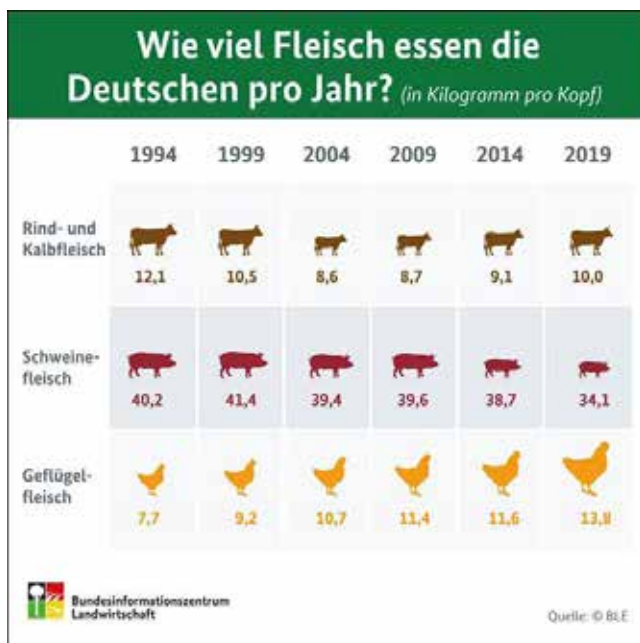 Wie viel Fleisch essen die
Deutschen pro Jahr? (in Kilogramm pro Kopf)
1994 1999 2004 2009 2014 2019
Rind- und
Kalbfleisch
12,1 10,5 8,6 8,7 9,1 10,0
Schweine-
fleisch
40,2 41,4 39,4 39,6 38,7 34,1
Geflügel-
fleisch
7,7 9,2 10,7 11,4 11,6 13,8
Bundesinformationszentrum
Landwirtschaft
Quelle: © BLE